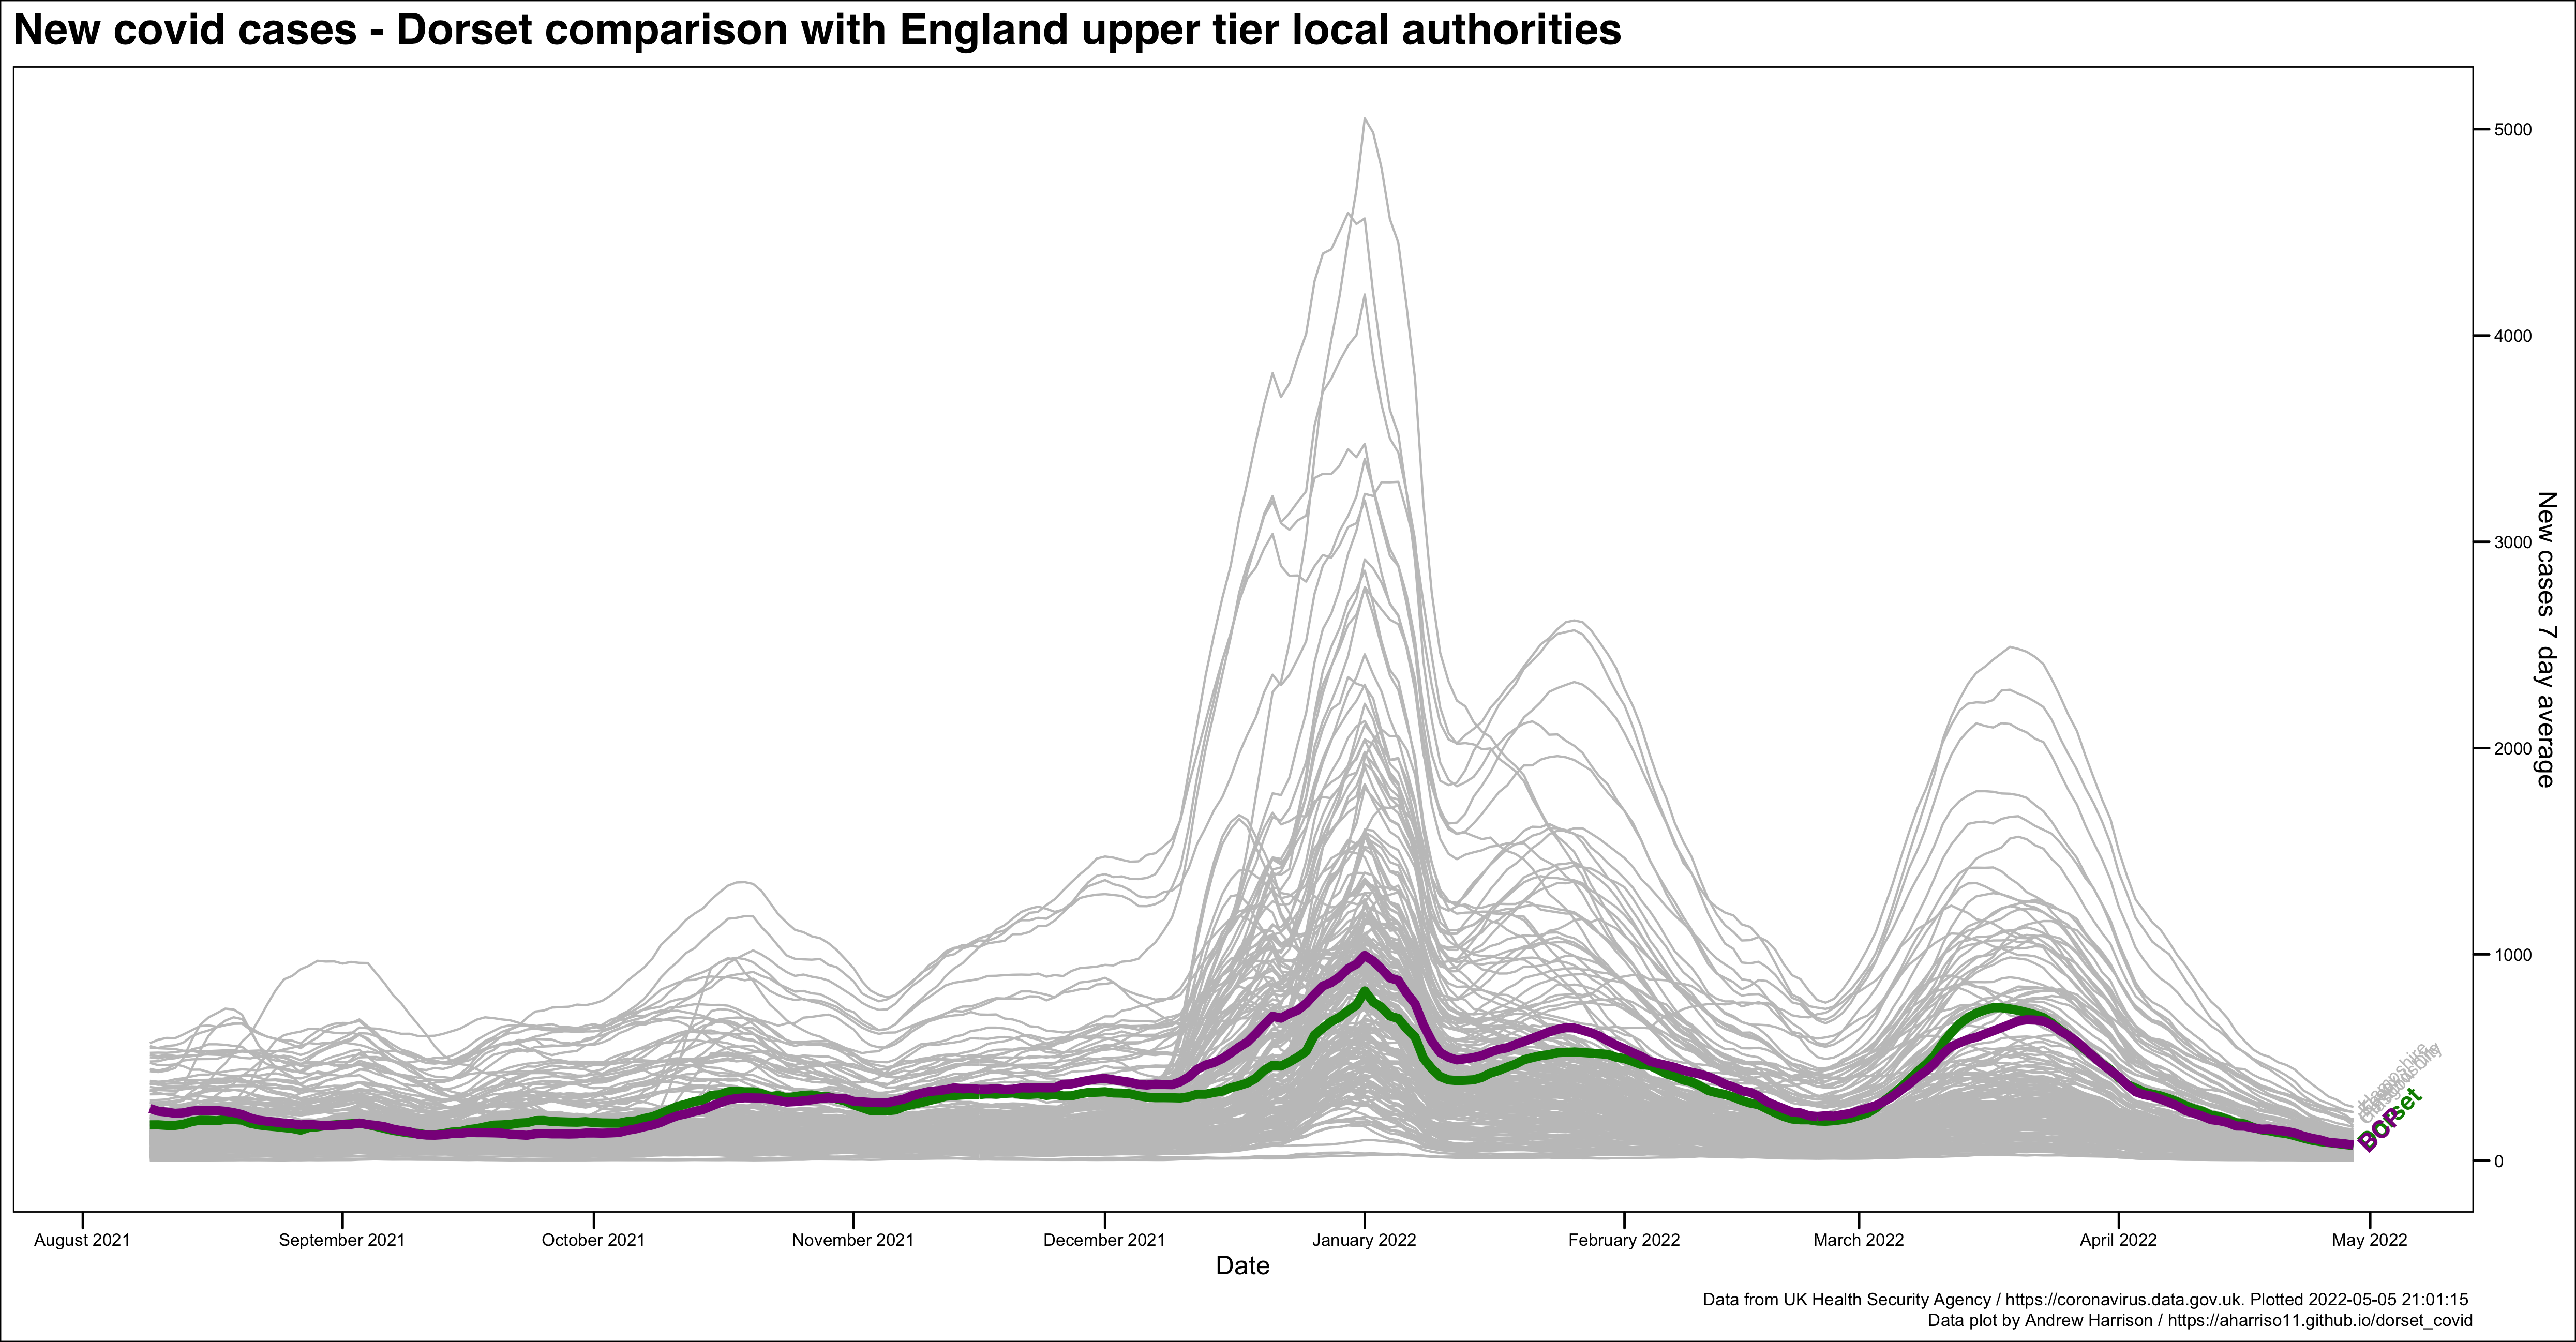 New covid cases - Dorset comparison with England upper tier local authorities
5000
4000
3000
2000
1000
0
New cases 7 day average
Hampshire
Dorset
BCP
August 2021
September 2021
October 2021
November 2021
December 2021
January 2022
February 2022
March 2022
April 2022
May 2022
Date
Data from UK Health Security Agency / https://coronavirus.data.gov.uk. Plotted 2022-05-05 21:01:15
Data plot by Andrew Harrison / https://aharriso11.github.io/dorset_covid